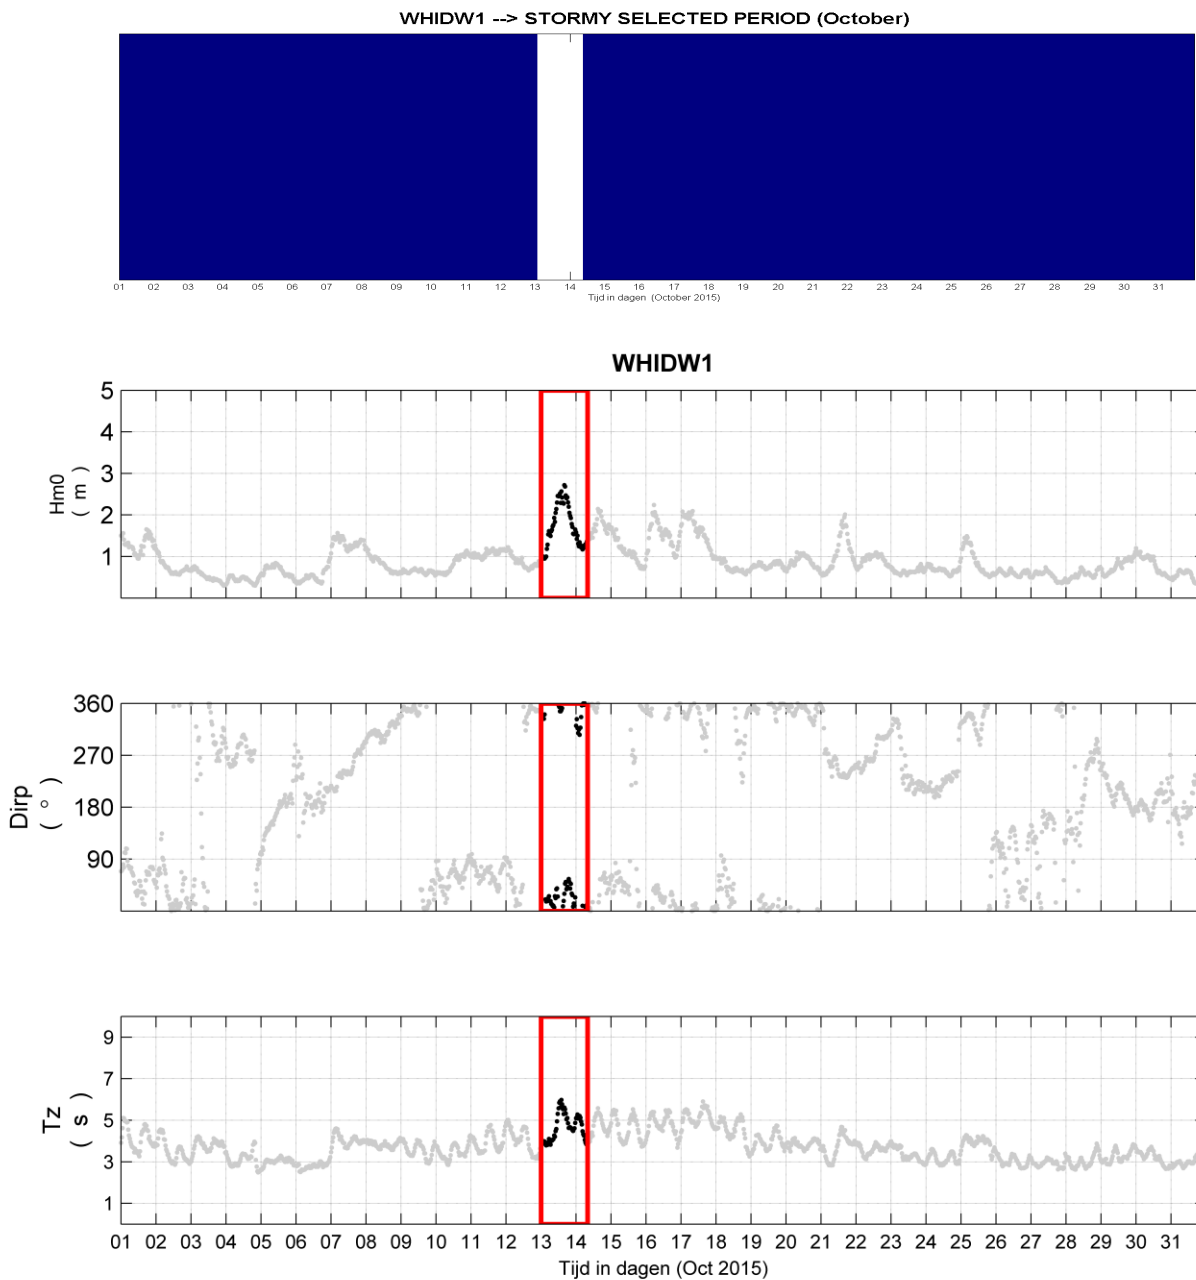 WHIDW1 --> STORMY SELECTED PERIOD (October)
01 02 03 04 05 06 07 08 09 10 11 12 13 14 15 16 17 18 19 20 21 22 23 24 25 26 27 28 29 30 31
Tijd in dagen (October 2015)
WHIDW1
Hm0
( m )
5
4
3
2
1
Dirp
( ° )
360
270
180
90
Tz
( s )
9
7
5
3
1
01 02 03 04 05 06 07 08 09 10 11 12 13 14 15 16 17 18 19 20 21 22 23 24 25 26 27 28 29 30 31
Tijd in dagen (Oct 2015)